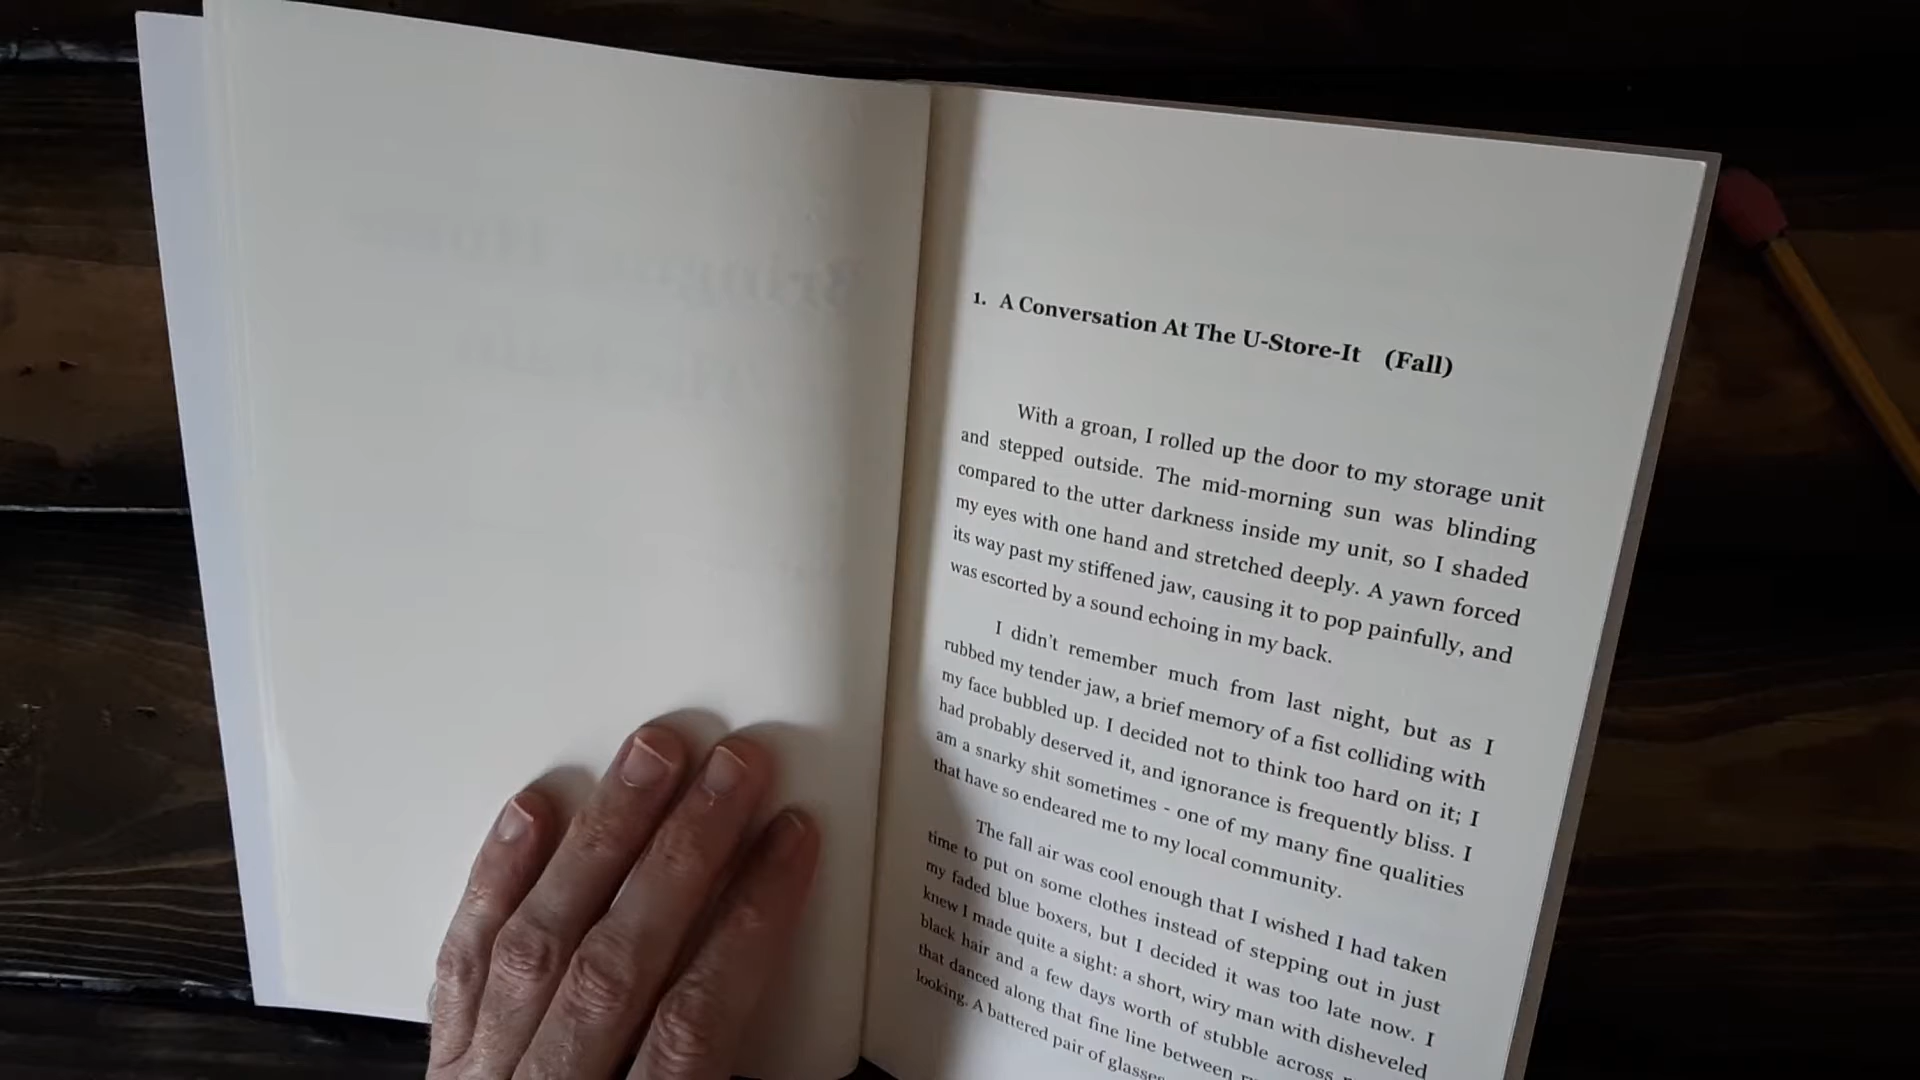 1. A Conversation At The U-Store-It (Fall)
With a groan, I rolled up the door to my storage unit
and stepped outside. The mid-morning sun was blinding
compared to the utter darkness inside my unit, so I shaded
my eyes with one hand and stretched deeply. A yawn forced
its way past my stiffened jaw, causing it to pop painfully, and
was escorted by a sound echoing in my back.
I didn't remember much from last night, but as I
rubbed my tender jaw, a brief memory of a fist colliding with
my face bubbled up. I decided not to think too hard on it; I
had probably deserved it, and ignorance is frequently bliss. I
am a snarky shit sometimes - one of my many fine qualities
that have so endeared me to my local community.
The fall air was cool enough that I wished I had taken
time to put on some clothes instead of stepping out in just
my faded blue boxers, but I decided it was too late now. I
knew I made quite a sight: a short, wiry man with disheveled
black hair and a few days worth of stubble across
that danced along that fine line between
looking. A battered pair of